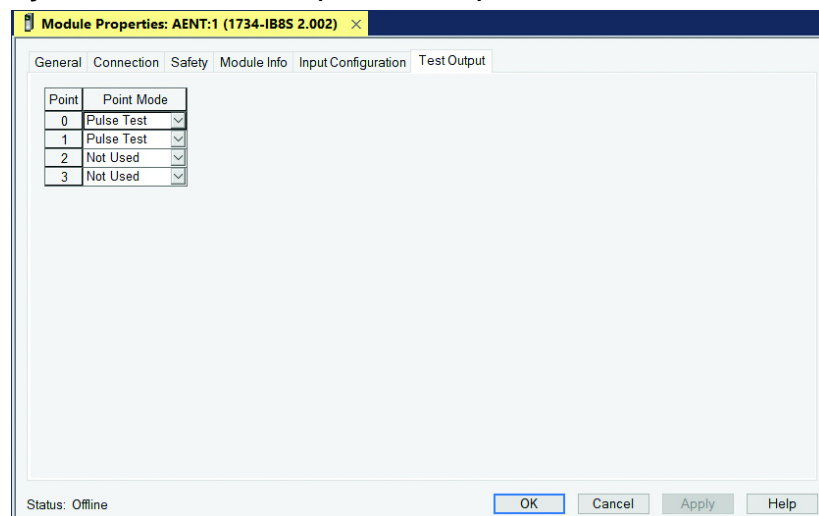 Module Properties: AENT:1 (1734-IB8S 2.002) ×
General Connection Safety Module Info Input Configuration Test Output
Point Point Mode
0 Pulse Test
1 Pulse Test
2 Not Used
3 Not Used
Status: Offline OK Cancel Apply Help